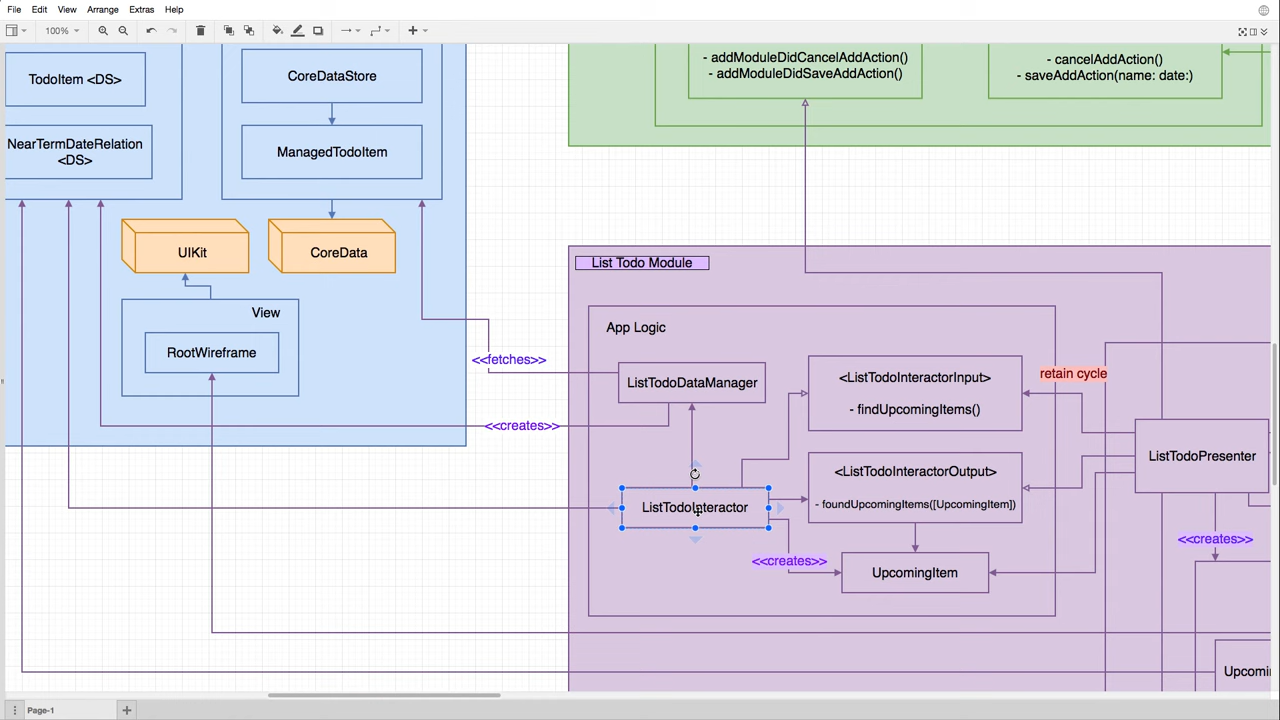 File Edit View Arrange Extras Help
100%
- addModuleDidCancelAddAction()
- addModuleDidSaveAddAction()
- cancelAddAction()
- saveAddAction(name: date:)
TodoItem <DS>
CoreDataStore
NearTermDateRelation
<DS>
ManagedTodoItem
UIKit
CoreData
View
RootWireframe
List Todo Module
App Logic
<<fetches>>
ListTodoDataManager
<ListTodoInteractorInput>
- findUpcomingItems()
retain cycle
<<creates>>
ListTodoPresenter
<ListTodoInteractorOutput>
- foundUpcomingItems([UpcomingItem])
ListTodoInteractor
<<creates>>
<<creates>>
UpcomingItem
Upcomin
Page-1